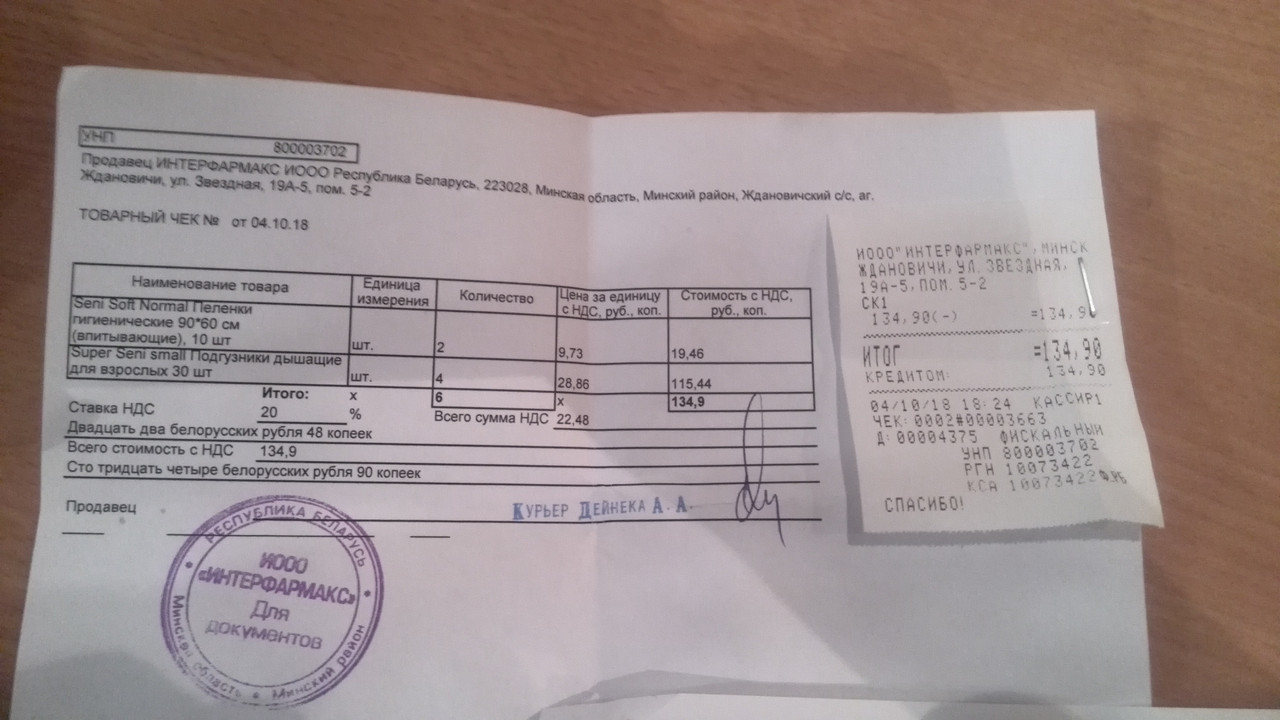 УНП 800003702
Продавец ИНТЕРФАРМАКС ИООО Республика Беларусь, 223028, Минская область, Минский район, Ждановичский с/с, аг.
Ждановичи, ул. Звездная, 19А-5, пом. 5-2
ТОВАРНЫЙ ЧЕК № от 04.10.18
Наименование товара Единица измерения Количество Цена за единицу с НДС, руб., коп. Стоимость с НДС, руб., коп.
Seni Soft Normal Пеленки
гигиенические 90*60 см
(впитывающие), 10 шт шт. 2 9,73 19,46
Super Seni small Подгузники дышащие
для взрослых 30 шт шт. 4 28,86 115,44
Итого: х 6 х 134,9
Ставка НДС 20 % Всего сумма НДС 22,48
Двадцать два белорусских рубля 48 копеек
Всего стоимость с НДС 134,9
Сто тридцать четыре белорусских рубля 90 копеек
Продавец Курьер Дейнека А. А.
РЕСПУБЛИКА БЕЛАРУСЬ
ИООО
«ИНТЕРФАРМАКС»
Для
документов
Минская область * Минский район
ИООО"ИНТЕРФАРМАКС",МИНСК
ЖДАНОВИЧИ,УЛ.ЗВЕЗДНАЯ,
19А-5,ПОМ.5-2
СК1
134,90(-) =134,90
ИТОГ =134,90
КРЕДИТОМ: 134,90
04/10/18 18:24 КАССИР1
ЧЕК:0002#00003663
Д:00004375 ФИСКАЛЬНЫЙ
УНП 800003702
РГН 10073422
КСА 10073422
СПАСИБО!